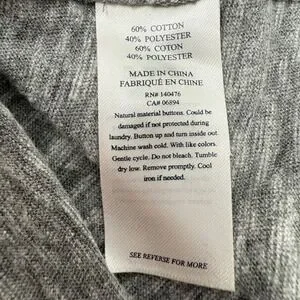 60% COTTON
40% POLYESTER
60% COTON
40% POLYESTER
MADE IN CHINA
FABRIQUÉ EN CHINE
RN# 140476
CA# 06894
Natural material buttons. Could be
damaged if not protected during
laundry. Button up and turn inside out.
Machine wash cold. With like colors.
Gentle cycle. Do not bleach. Tumble
dry low. Remove promptly. Cool
iron if needed.
SEE REVERSE FOR MORE